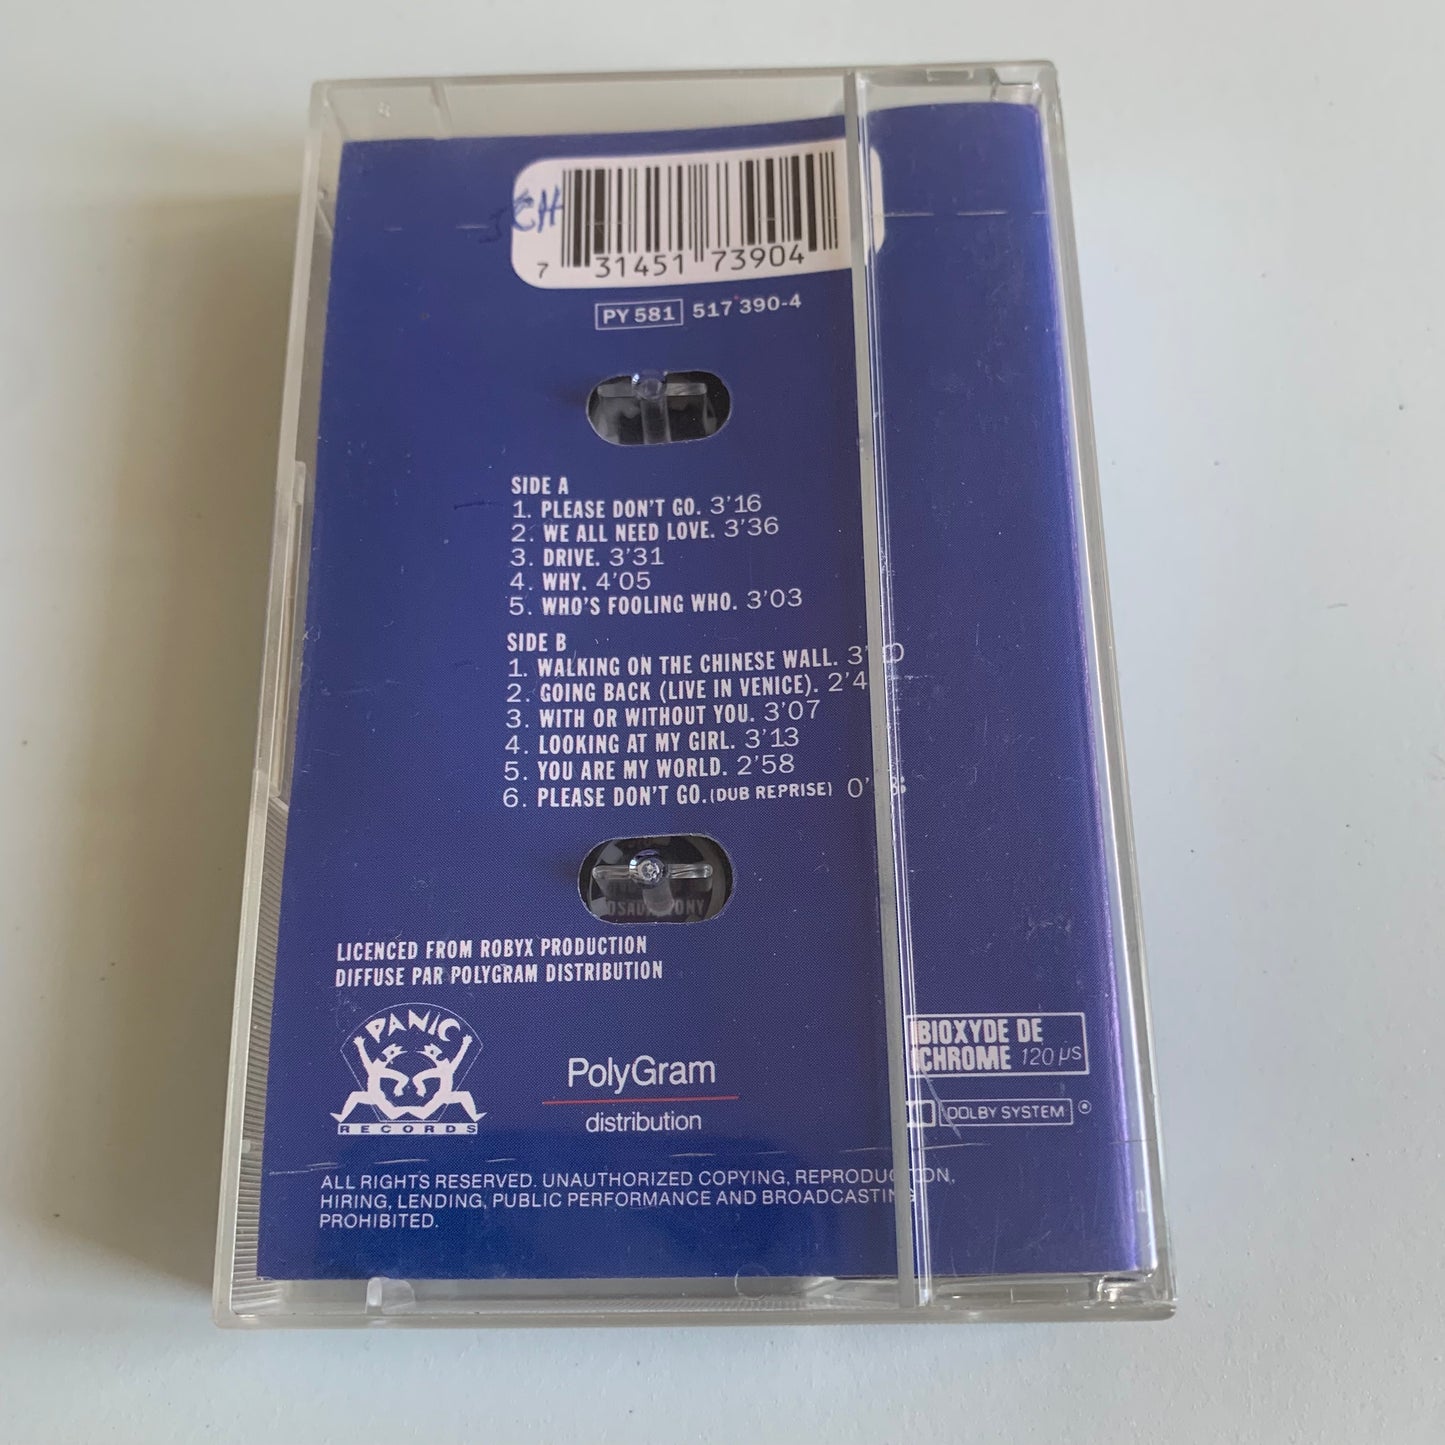 CH
7 31451 73904
PY 581 517 390-4
SIDE A
1. PLEASE DON'T GO. 3'16
2. WE ALL NEED LOVE. 3'36
3. DRIVE. 3'31
4. WHY. 4'05
5. WHO'S FOOLING WHO. 3'03
SIDE B
1. WALKING ON THE CHINESE WALL.
2. GOING BACK (LIVE IN VENICE).
3. WITH OR WITHOUT YOU. 3'07
4. LOOKING AT MY GIRL. 3'13
5. YOU ARE MY WORLD. 2'58
6. PLEASE DON'T GO. (DUB REPRISE)
LICENCED FROM ROBYX PRODUCTION
DIFFUSE PAR POLYGRAM DISTRIBUTION
PANIC
RECORDS
PolyGram
distribution
BIOXYDE DE
CHROME 120 µs
DOLBY SYSTEM ®
ALL RIGHTS RESERVED. UNAUTHORIZED COPYING, REPRODUCTION,
HIRING, LENDING, PUBLIC PERFORMANCE AND BROADCASTING
PROHIBITED.